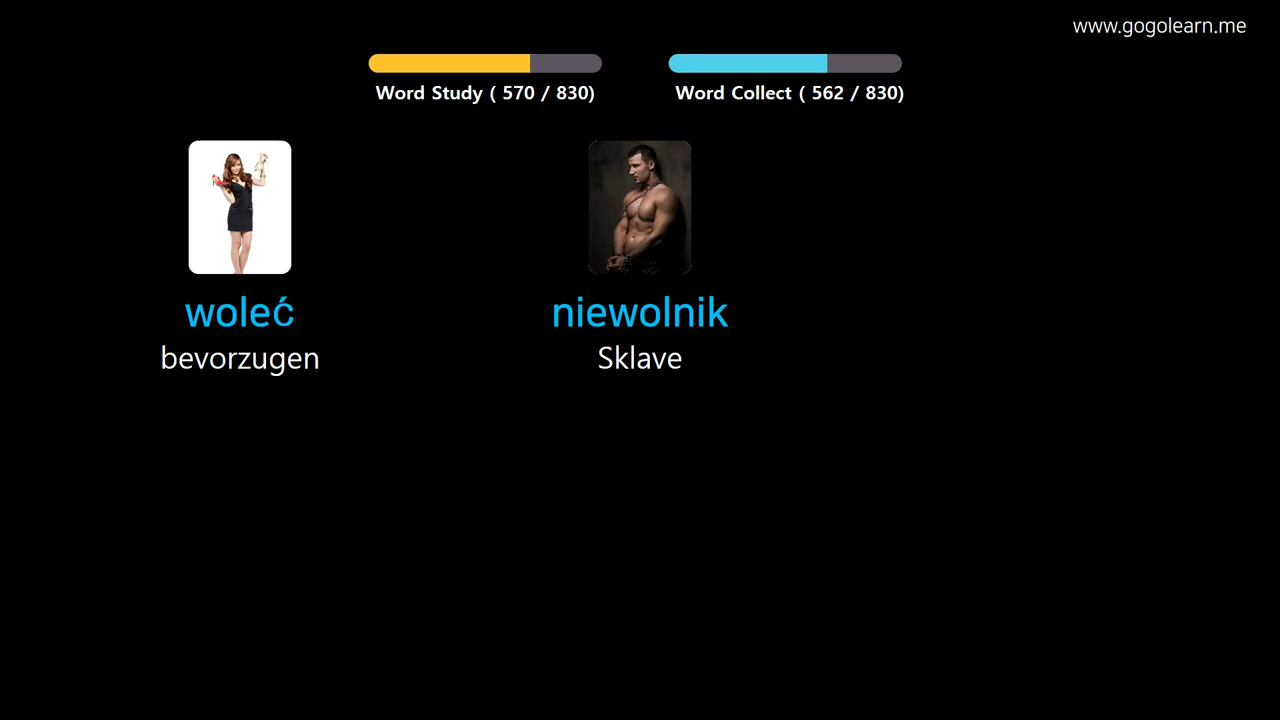 www.gogolearn.me
Word Study ( 570 / 830)
Word Collect ( 562 / 830)
woleć
bevorzugen
niewolnik
Sklave